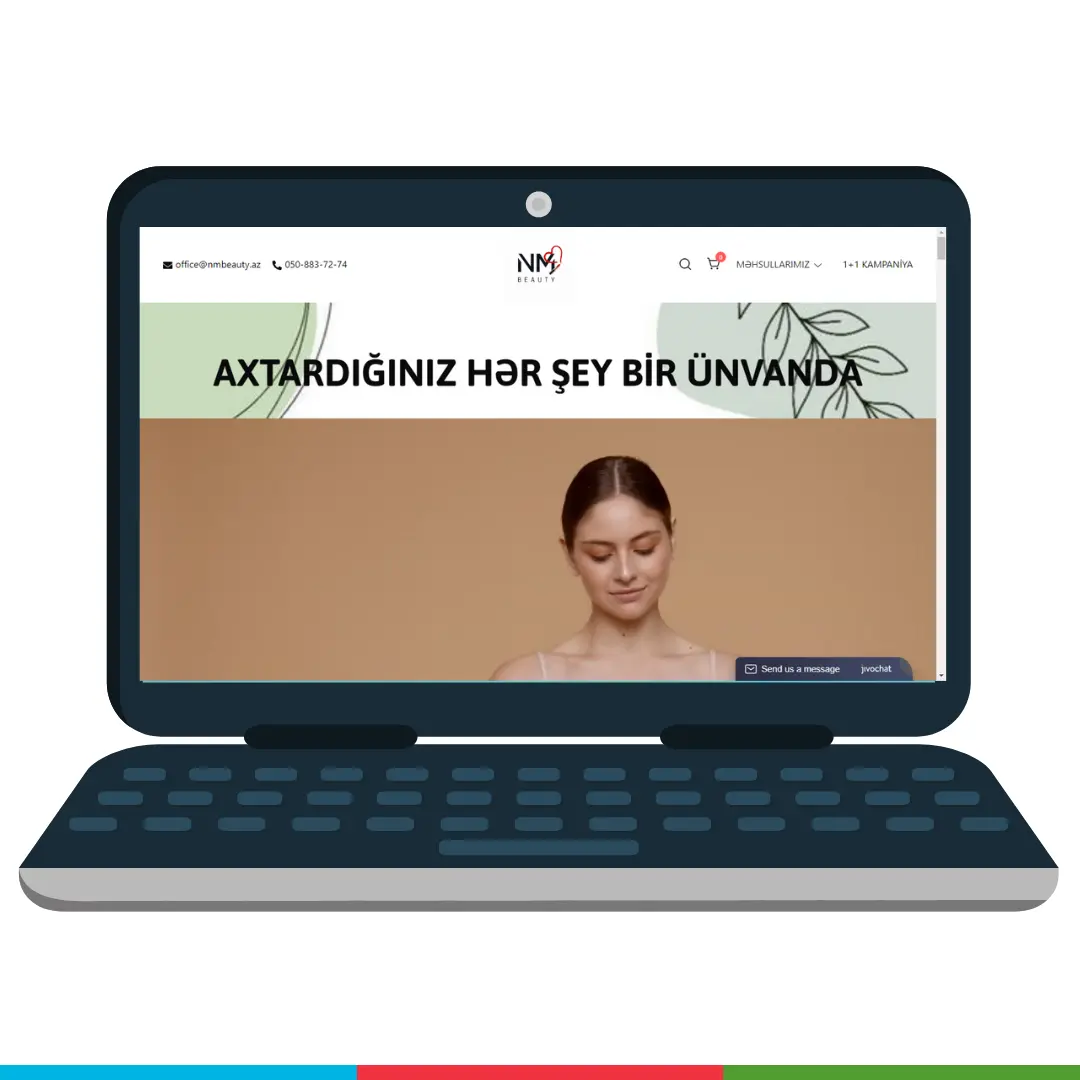 office@nmbeauty.az 050-883-72-74
NM
BEAUTY
0
MƏHSULLARIMIZ 1+1 KAMPANİYA
AXTARDIĞINIZ HƏR ŞEY BİR ÜNVANDA
Send us a message jivochat